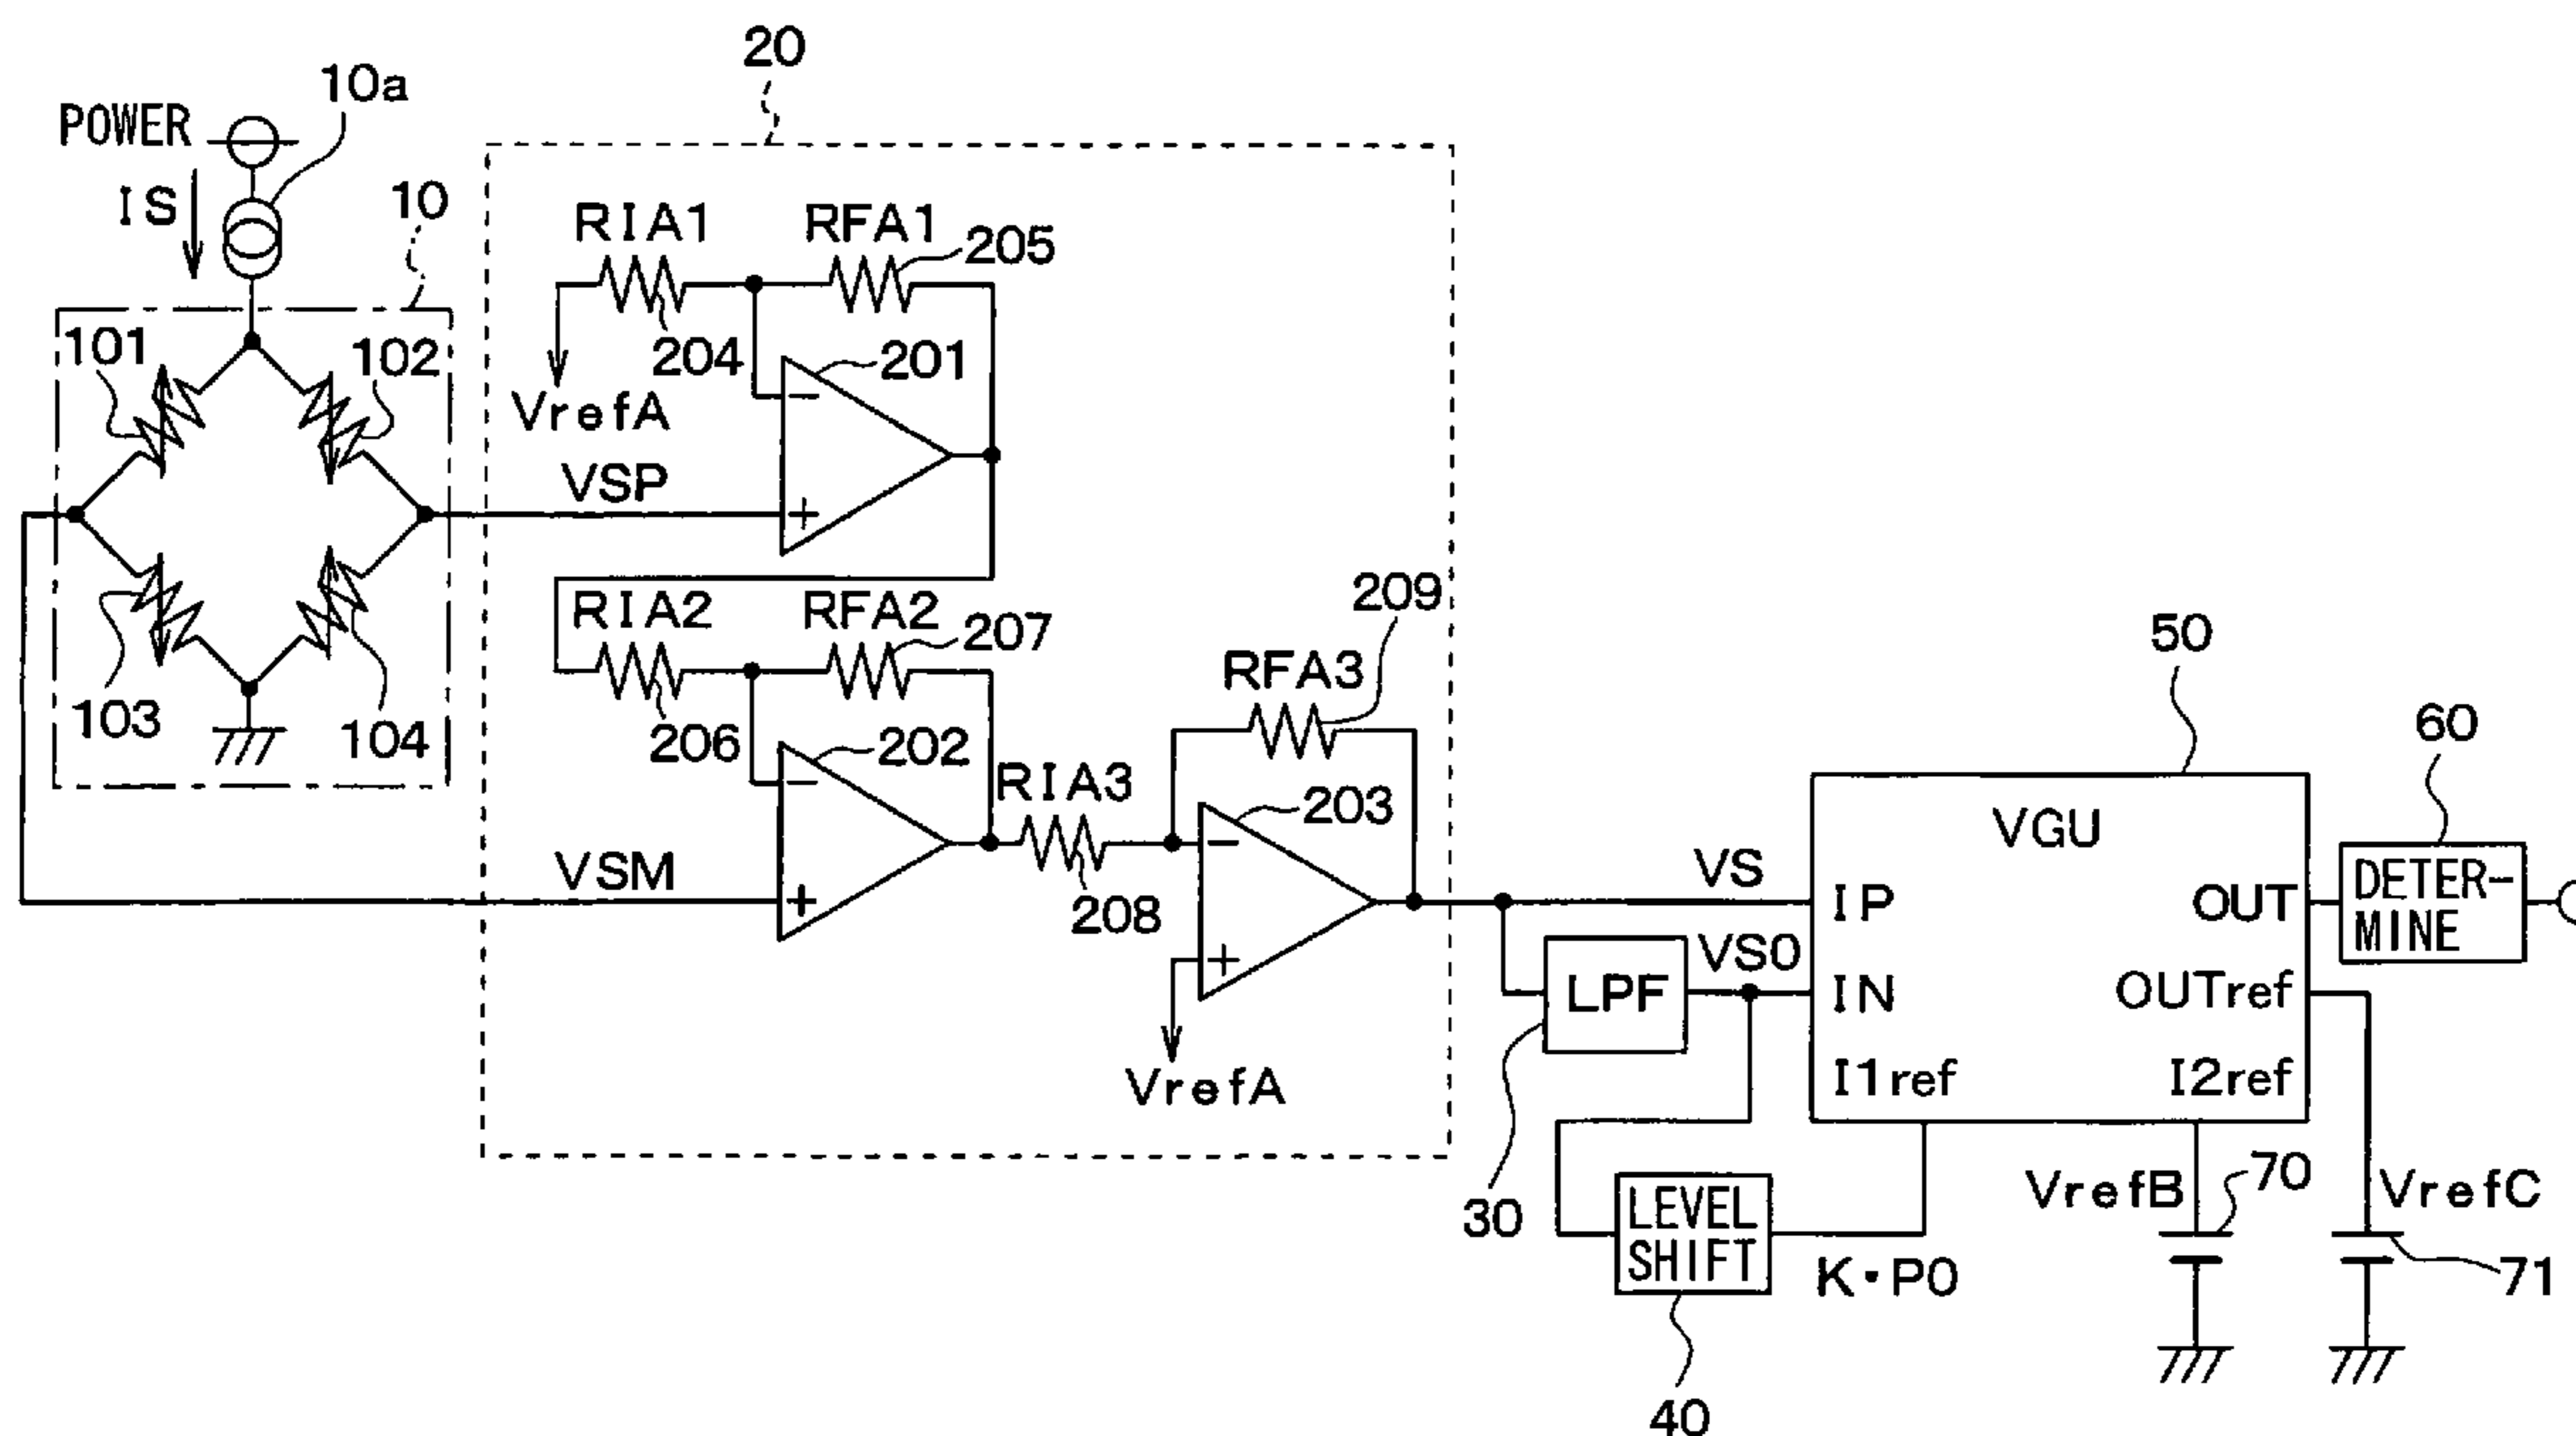 20
10a
POWER
IS
10
RIA1
RFA1
205
101
102
204
201
VrefA
VSP
103
104
RIA2
RFA2
207
209
206
202
RFA3
50
RIA3
203
60
VSM
208
VS
VGU
IP
OUT
DETER-
MINE
VS0
LPF
IN
OUTref
VrefA
I1ref
I2ref
30
LEVEL
SHIFT
K·P0
VrefB
70
VrefC
71
40